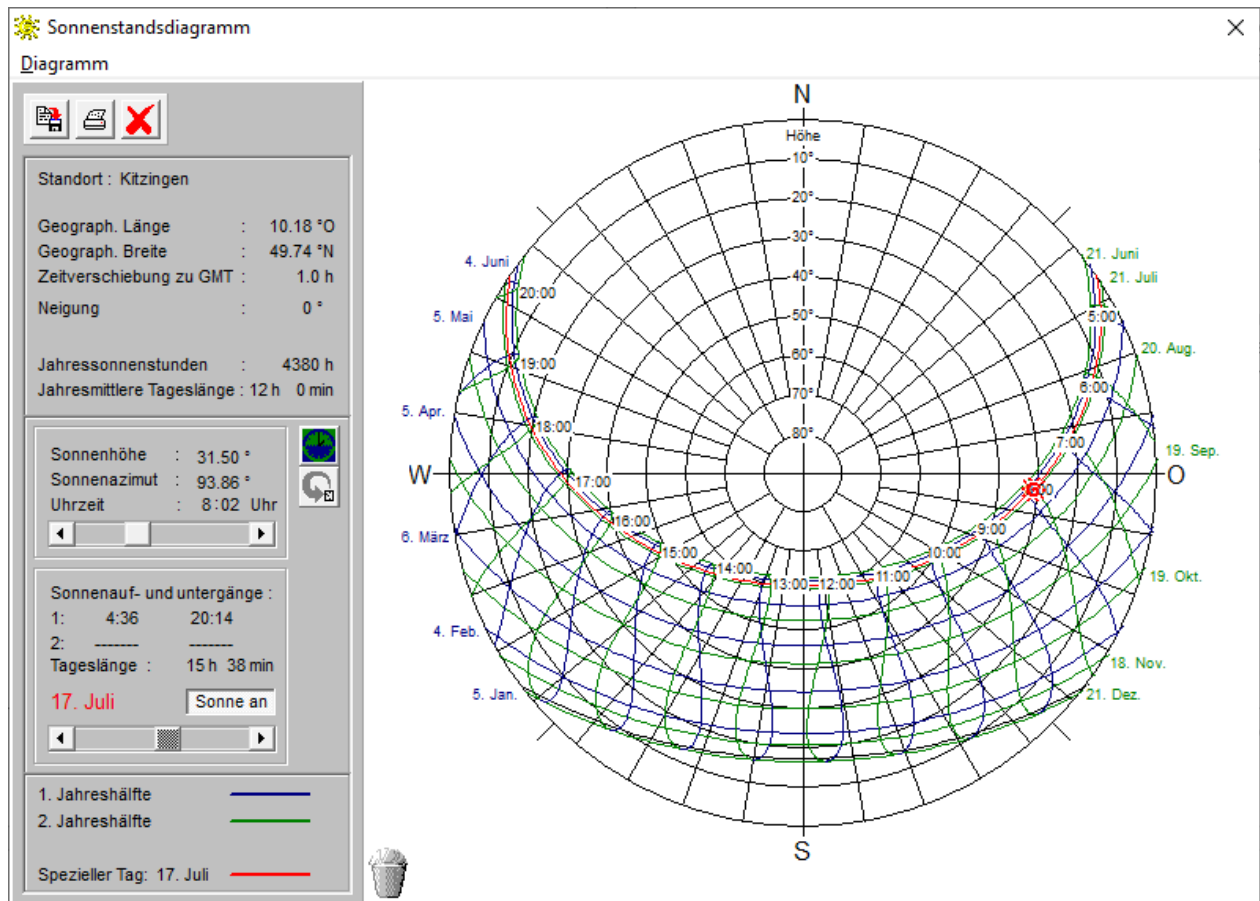 Sonnenstandsdiagramm
Diagramm
Standort : Kitzingen
Geograph. Länge : 10.18 °O
Geograph. Breite : 49.74 °N
Zeitverschiebung zu GMT : 1.0 h
Neigung : 0 °
Jahressonnenstunden : 4380 h
Jahresmittlere Tageslänge : 12 h 0 min
Sonnenhöhe : 31.50 °
Sonnenazimut : 93.86 °
Uhrzeit : 8:02 Uhr
Sonnenauf- und untergänge :
1: 4:36 20:14
2: ------- -------
Tageslänge : 15 h 38 min
17. Juli Sonne an
1. Jahreshälfte
2. Jahreshälfte
Spezieller Tag: 17. Juli
N
Höhe
10°
20°
30°
40°
50°
60°
70°
80°
4. Juni
5. Mai
5. Apr.
W
6. März
4. Feb.
5. Jan.
21. Juni
21. Juli
20. Aug.
19. Sep.
O
19. Okt.
18. Nov.
21. Dez.
20:00
19:00
18:00
17:00
16:00
15:00
14:00
13:00
12:00
11:00
10:00
9:00
7:00
6:00
5:00
S